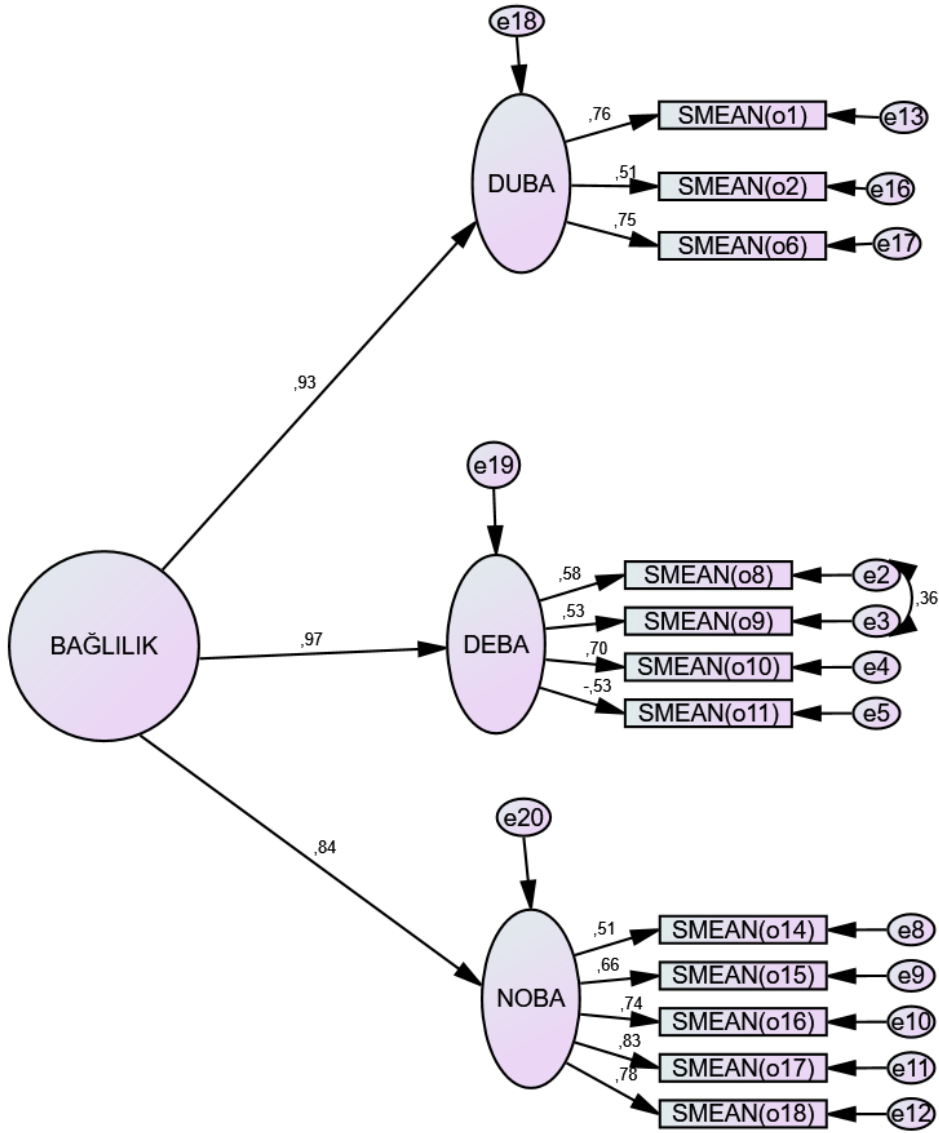 e18
,76
SMEAN(o1)
e13
DUBA
,51
SMEAN(o2)
e16
,75
SMEAN(o6)
e17
,93
e19
,58
SMEAN(o8)
e2
,36
,53
SMEAN(o9)
e3
BAĞLILIK
,97
DEBA
,70
SMEAN(o10)
e4
-,53
SMEAN(o11)
e5
e20
,84
,51
SMEAN(o14)
e8
,66
SMEAN(o15)
e9
NOBA
,74
SMEAN(o16)
e10
,83
SMEAN(o17)
e11
,78
SMEAN(o18)
e12